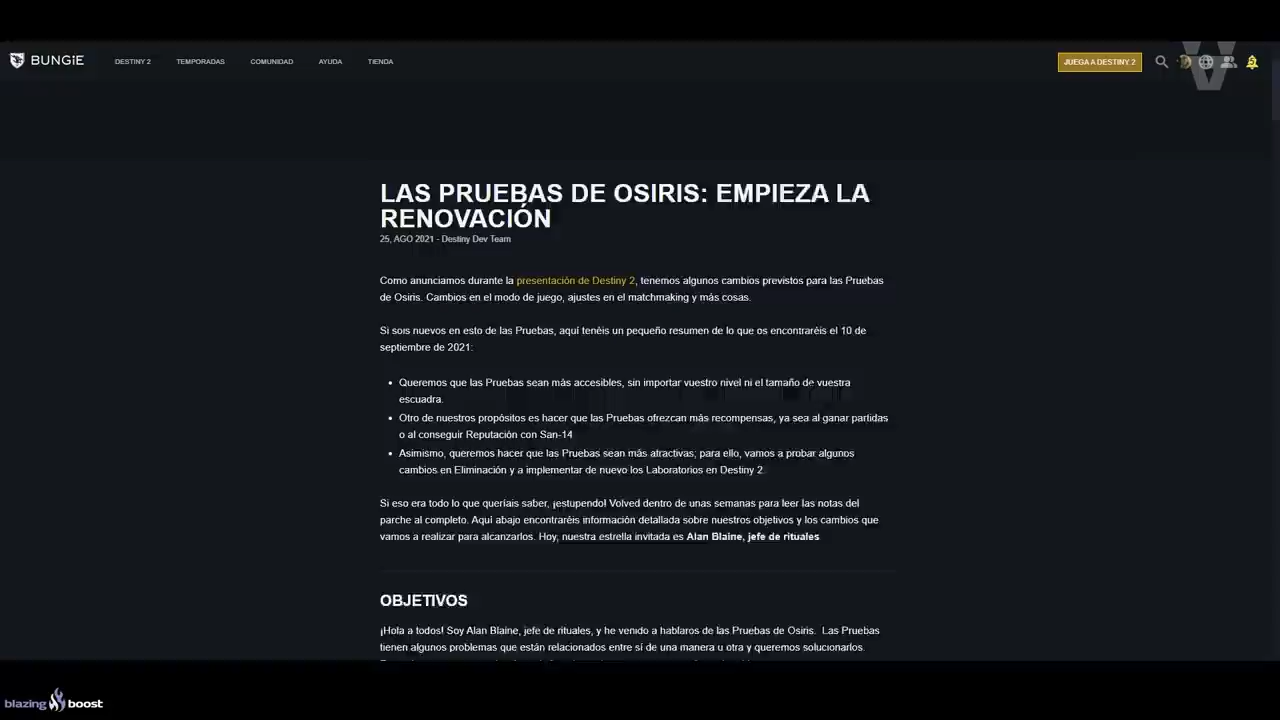 BUNGiE DESTINY 2 TEMPORADAS COMUNIDAD AYUDA TIENDA JUEGA A DESTINY 2
LAS PRUEBAS DE OSIRIS: EMPIEZA LA
RENOVACIÓN
25, AGO 2021 - Destiny Dev Team
Como anunciamos durante la presentación de Destiny 2, tenemos algunos cambios previstos para las Pruebas
de Osiris. Cambios en el modo de juego, ajustes en el matchmaking y más cosas.
Si sois nuevos en esto de las Pruebas, aquí tenéis un pequeño resumen de lo que os encontraréis el 10 de
septiembre de 2021:
• Queremos que las Pruebas sean más accesibles, sin importar vuestro nivel ni el tamaño de vuestra
escuadra.
• Otro de nuestros propósitos es hacer que las Pruebas ofrezcan más recompensas, ya sea al ganar partidas
o al conseguir Reputación con San-14
• Asimismo, queremos hacer que las Pruebas sean más atractivas; para ello, vamos a probar algunos
cambios en Eliminación y a implementar de nuevo los Laboratorios en Destiny 2.
Si eso era todo lo que queríais saber, ¡estupendo! Volved dentro de unas semanas para leer las notas del
parche al completo. Aquí abajo encontraréis información detallada sobre nuestros objetivos y los cambios que
vamos a realizar para alcanzarlos. Hoy, nuestra estrella invitada es Alan Blaine, jefe de rituales
OBJETIVOS
¡Hola a todos! Soy Alan Blaine, jefe de rituales, y he venido a hablaros de las Pruebas de Osiris. Las Pruebas
tienen algunos problemas que están relacionados entre sí de una manera u otra y queremos solucionarlos.
blazing boost